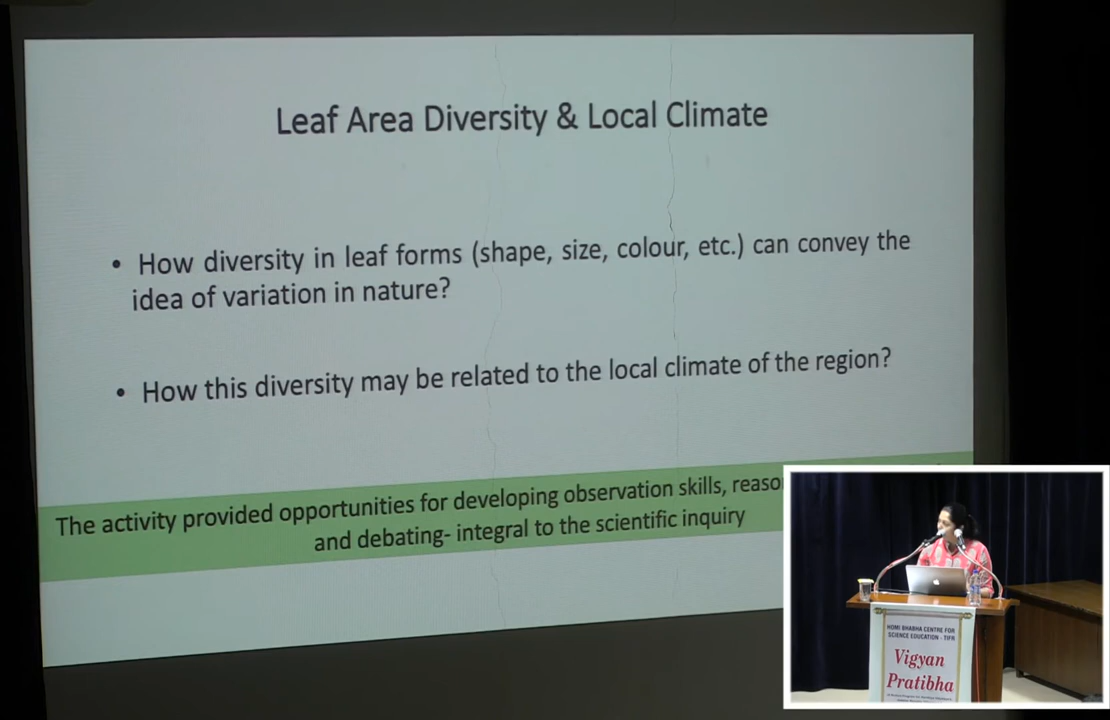 Leaf Area Diversity & Local Climate
• How diversity in leaf forms (shape, size, colour, etc.) can convey the
idea of variation in nature?
• How this diversity may be related to the local climate of the region?
The activity provided opportunities for developing observation skills,
and debating- integral to the scientific inquiry
HOMI BHABHA CENTRE FOR
SCIENCE EDUCATION - TIFR
Vigyan
Pratibha